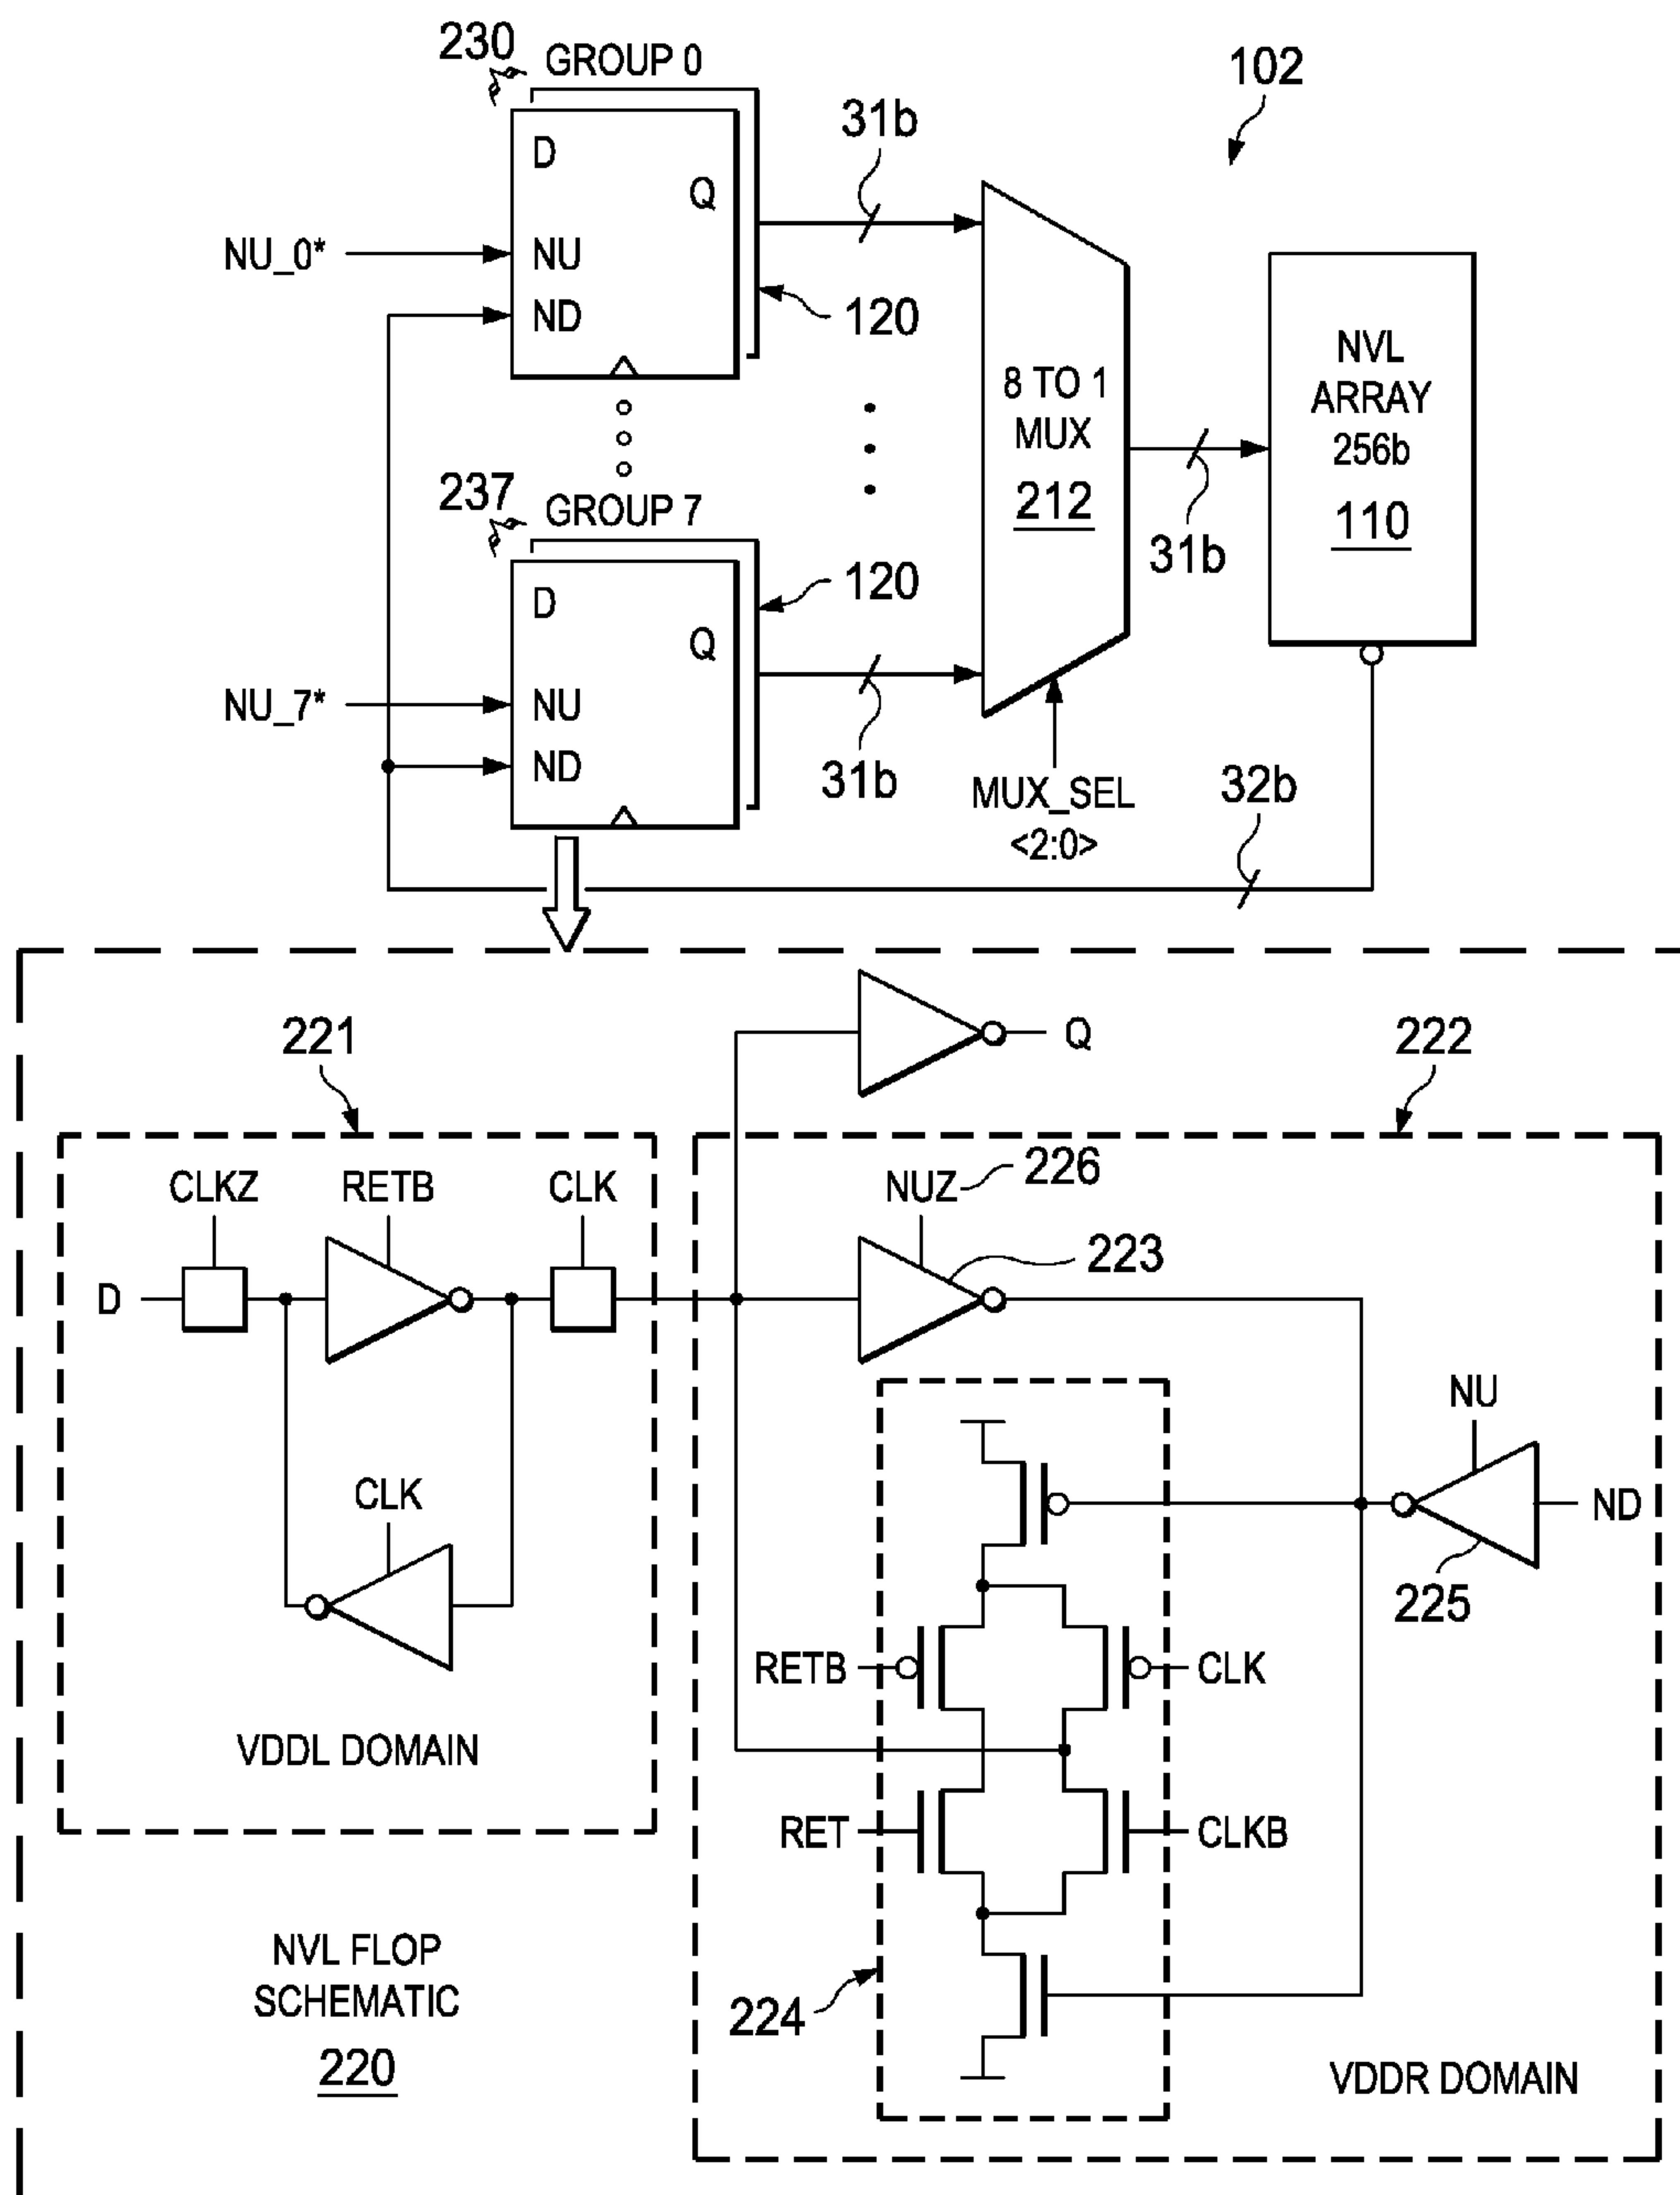 230
GROUP 0
102
31b
D
Q
NU_0*
NU
ND
120
8 TO 1
MUX
212
NVL
ARRAY
256b
110
31b
237
GROUP 7
120
D
Q
NU_7*
NU
ND
31b
MUX_SEL
<2:0>
32b
221
Q
222
CLKZ
RETB
CLK
NUZ
226
223
D
NU
CLK
ND
225
RETB
CLK
VDDL DOMAIN
RET
CLKB
NVL FLOP
SCHEMATIC
220
224
VDDR DOMAIN